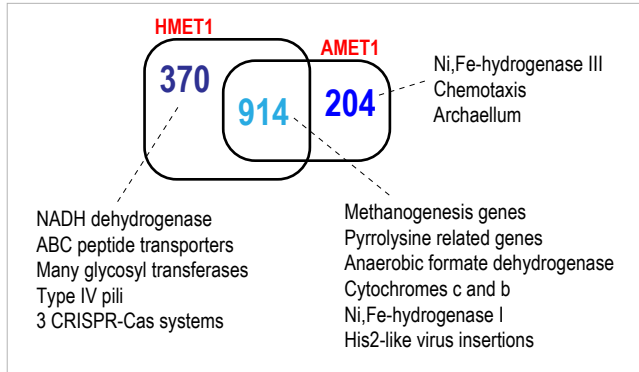 HMET1
AMET1
370
914
204
Ni,Fe-hydrogenase III
Chemotaxis
Archaellum
NADH dehydrogenase
ABC peptide transporters
Many glycosyl transferases
Type IV pili
3 CRISPR-Cas systems
Methanogenesis genes
Pyrrolysine related genes
Anaerobic formate dehydrogenase
Cytochromes c and b
Ni,Fe-hydrogenase I
His2-like virus insertions